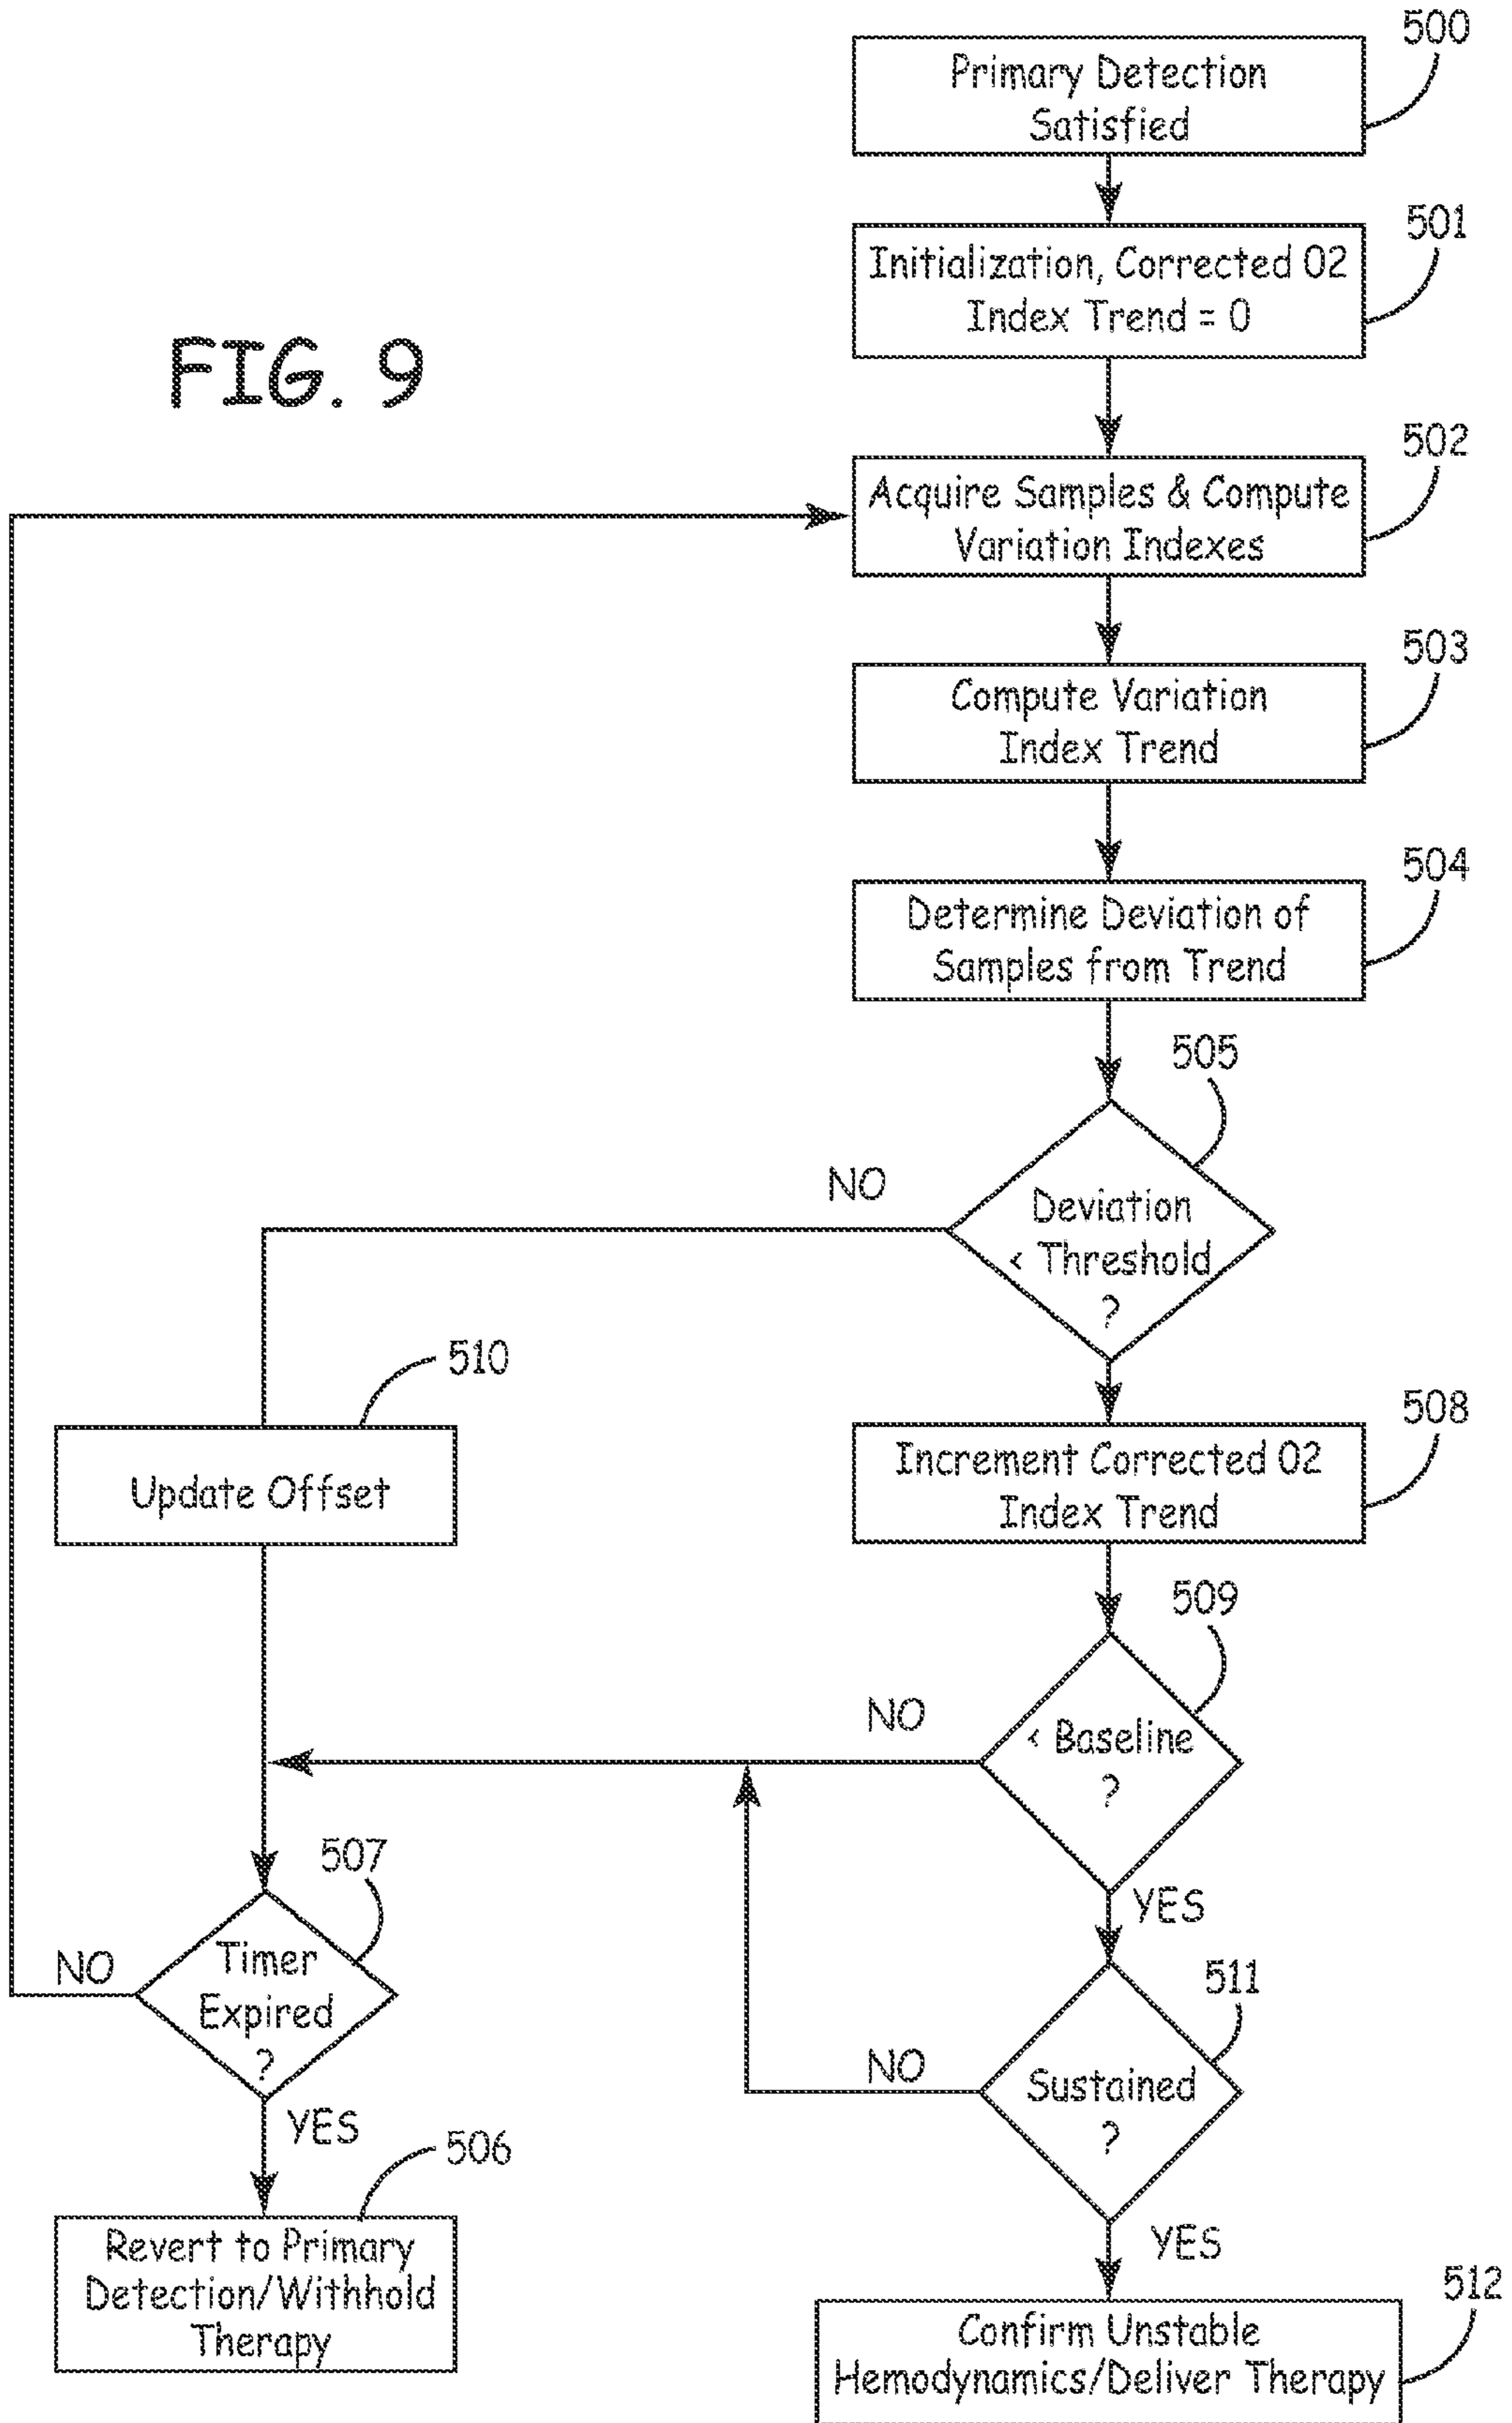 500
Primary Detection
Satisfied
501
Initialization, Corrected O2
Index Trend = 0
FIG. 9
502
Acquire Samples & Compute
Variation Indexes
503
Compute Variation
Index Trend
504
Determine Deviation of
Samples from Trend
505
NO
Deviation
< Threshold
?
510
Update Offset
508
Increment Corrected O2
Index Trend
509
NO
< Baseline
?
YES
507
NO
Timer
Expired
?
YES
511
NO
Sustained
?
YES
506
Revert to Primary
Detection/Withhold
Therapy
512
Confirm Unstable
Hemodynamics/Deliver Therapy